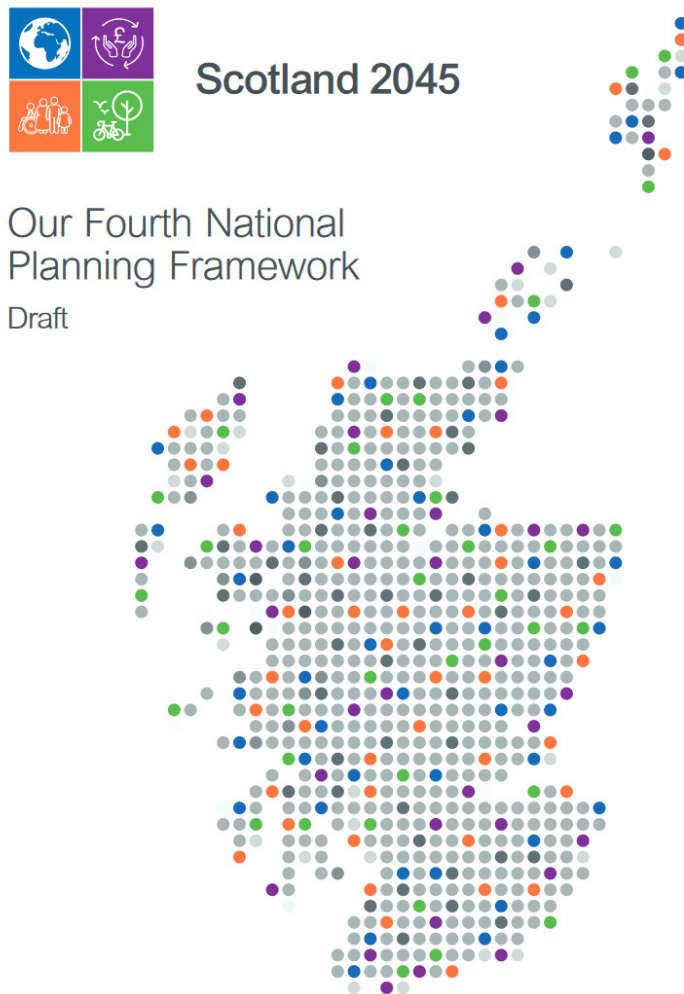 £
Scotland 2045
Our Fourth National
Planning Framework
Draft